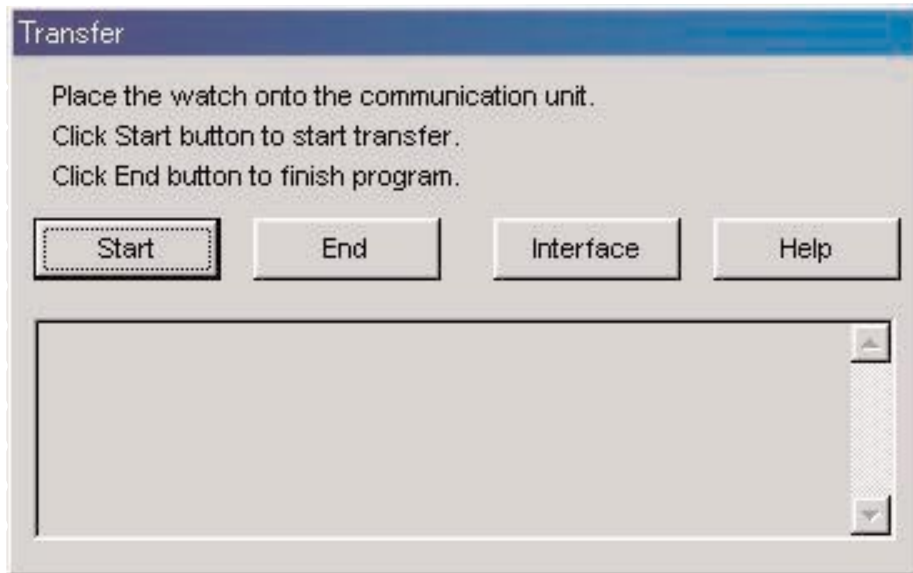 Transfer
Place the watch onto the communication unit.
Click Start button to start transfer.
Click End button to finish program.
Start End Interface Help